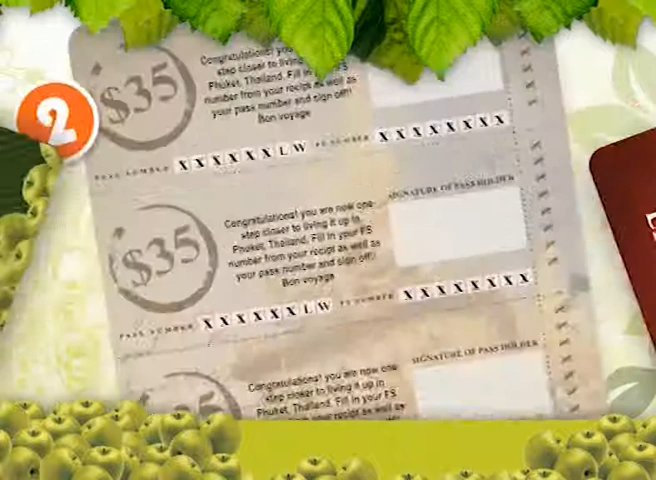 2
$35
Congratulations! you
step closer to living
Phuket, Thailand. Fill in your FS
number from your recipt as well as
your pass number and sign off!
Bon voyage
PASS NUMBER XXXXXXLW FS NUMBER XXXXXXXX
$35
Congratulations! you are now one
step closer to living it up in
Phuket, Thailand. Fill in your FS
number from your recipt as well as
your pass number and sign off!
Bon voyage
SIGNATURE OF PASS HOLDER
PASS NUMBER XXXXXXLW FS NUMBER XXXXXXXX
Congratulations! you are now one
step closer to living it up in
Phuket, Thailand. Fill in your FS
SIGNATURE OF PASS HOLDER